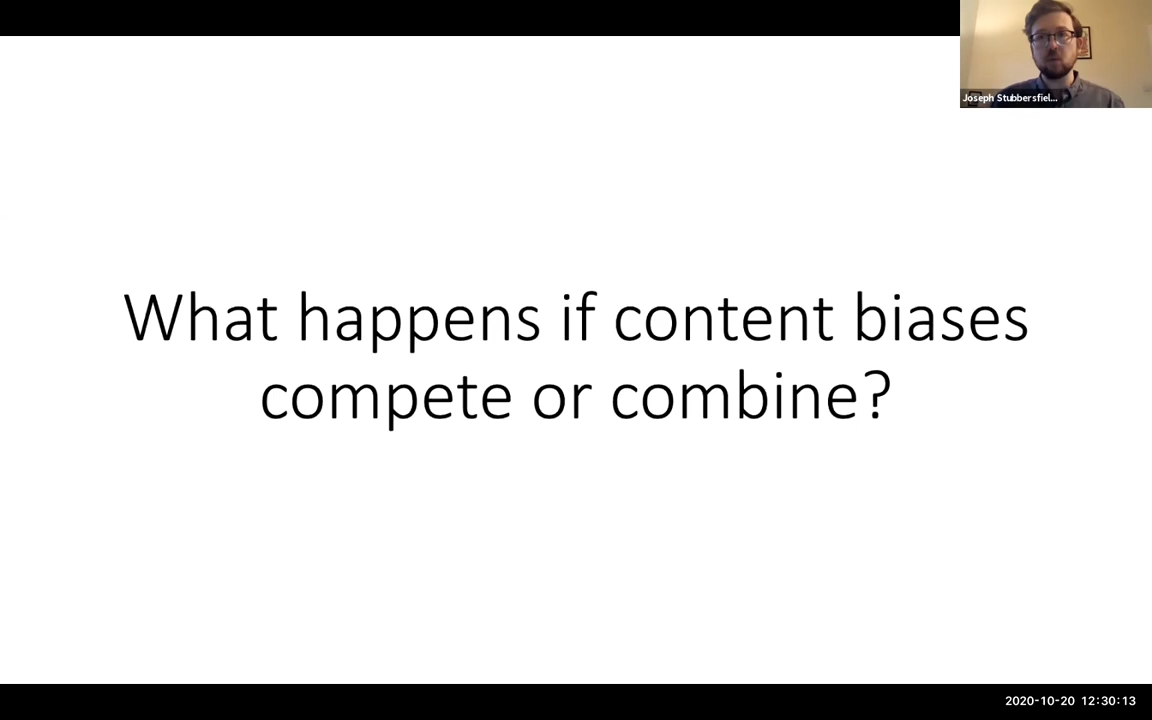 Joseph Stubbersfiel...
What happens if content biases
compete or combine?
2020-10-20 12:30:13